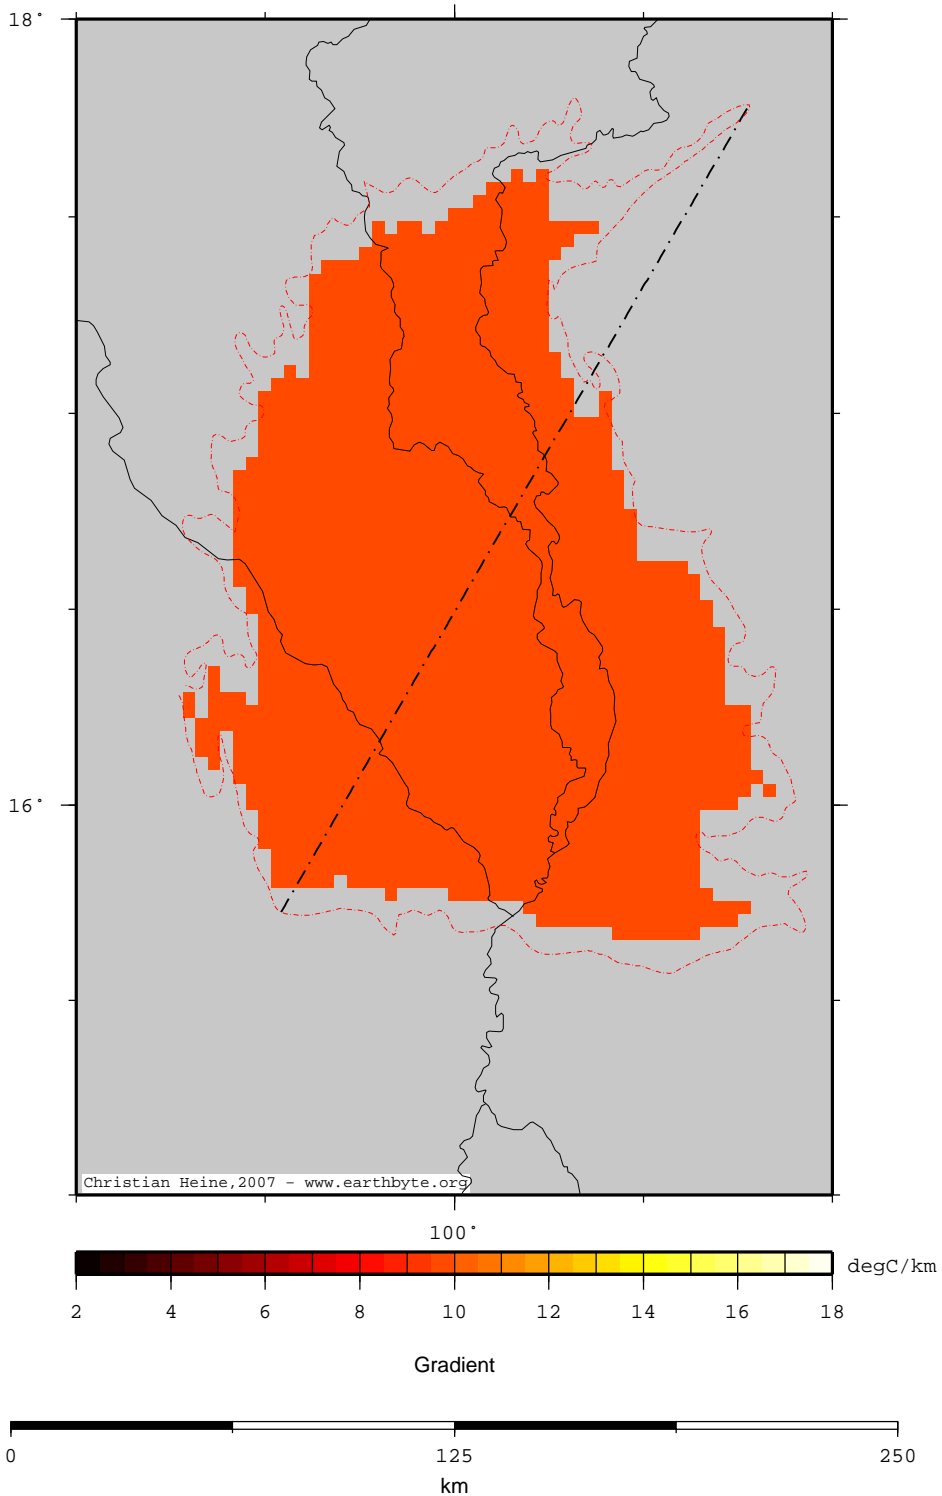 18°
16°
Christian Heine,2007 - www.earthbyte.org
100°
degC/km
2 4 6 8 10 12 14 16 18
Gradient
0 125 250
km